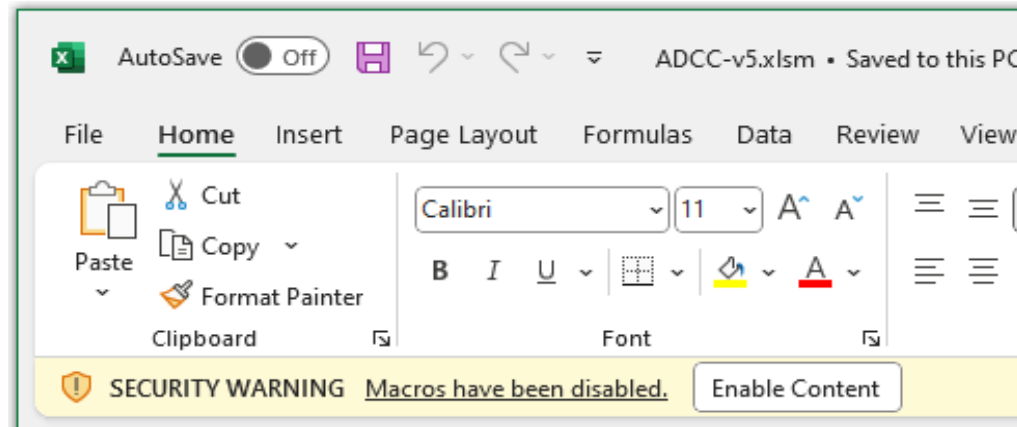 AutoSave Off ADCC-v5.xlsm • Saved to this PC
File Home Insert Page Layout Formulas Data Review View
Paste
Cut
Copy
Format Painter
Clipboard
Calibri 11 A A
B I U A
Font
SECURITY WARNING Macros have been disabled. Enable Content